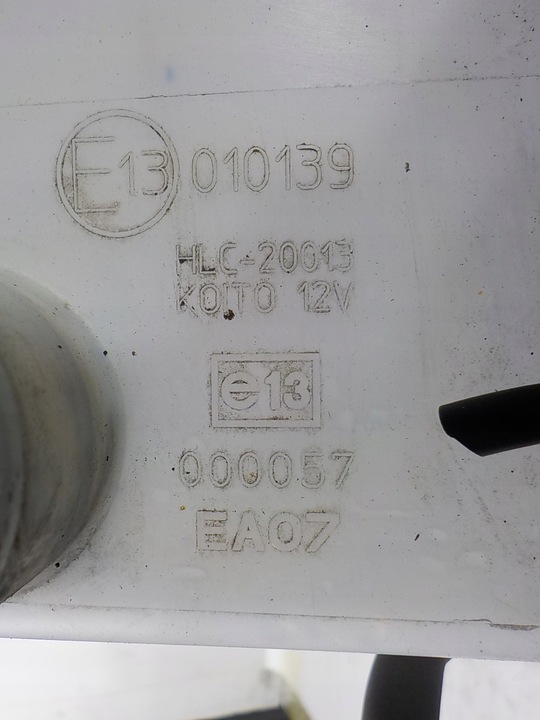 E13 010139
HLC-20013
KOITO 12V
e13
000057
EA07